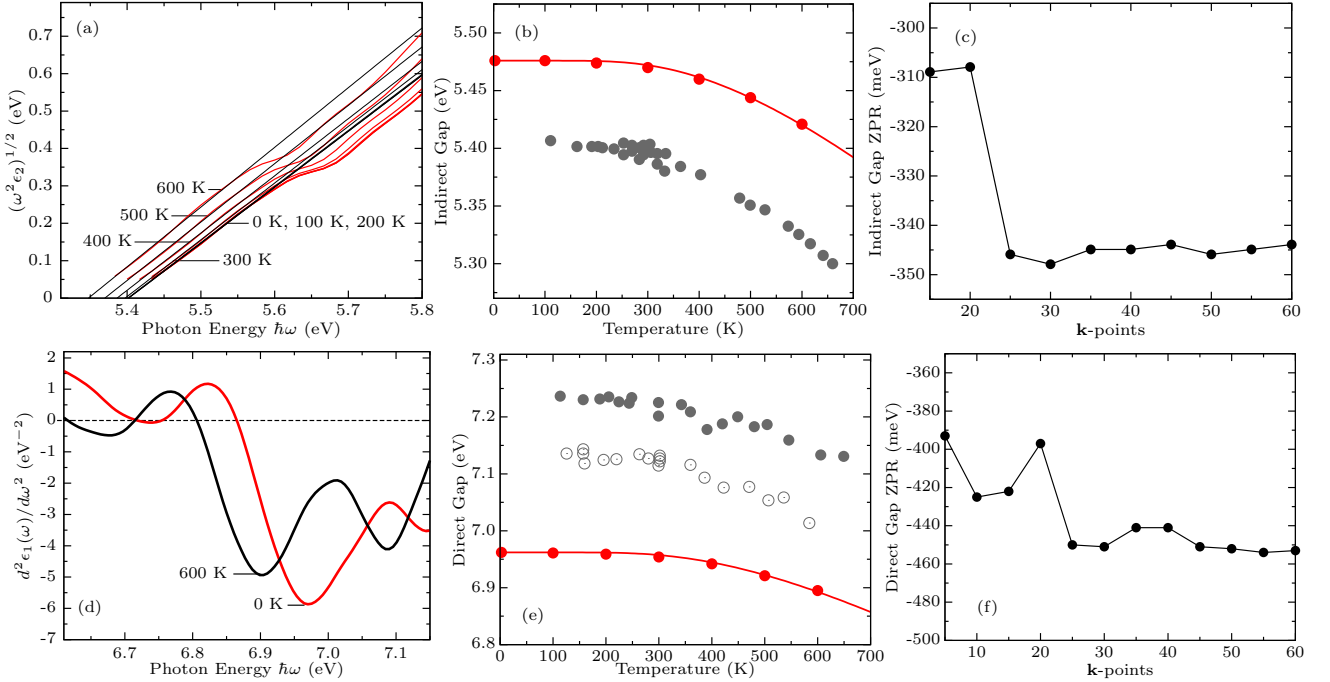 (a)
(ω²ϵ₂)^1/2 (eV)
0.7
0.6
0.5
0.4
0.3
0.2
0.1
0
600 K
500 K
400 K
0 K, 100 K, 200 K
300 K
5.4 5.5 5.6 5.7 5.8
Photon Energy ℏω (eV)
(b)
Indirect Gap (eV)
5.50
5.40
5.30
0 100 200 300 400 500 600 700
Temperature (K)
(c)
Indirect Gap ZPR (meV)
-300
-310
-320
-330
-340
-350
20 30 40 50 60
k-points
d²ϵ₁(ω)/dω² (eV⁻²)
2
1
0
-1
-2
-3
-4
-5
-6
-7
600 K
0 K
(d)
6.7 6.8 6.9 7.0 7.1
Photon Energy ℏω (eV)
Direct Gap (eV)
7.3
7.2
7.1
7.0
6.9
6.8
(e)
0 100 200 300 400 500 600 700
Temperature (K)
Direct Gap ZPR (meV)
-360
-380
-400
-420
-440
-460
-480
-500
(f)
10 20 30 40 50 60
k-points